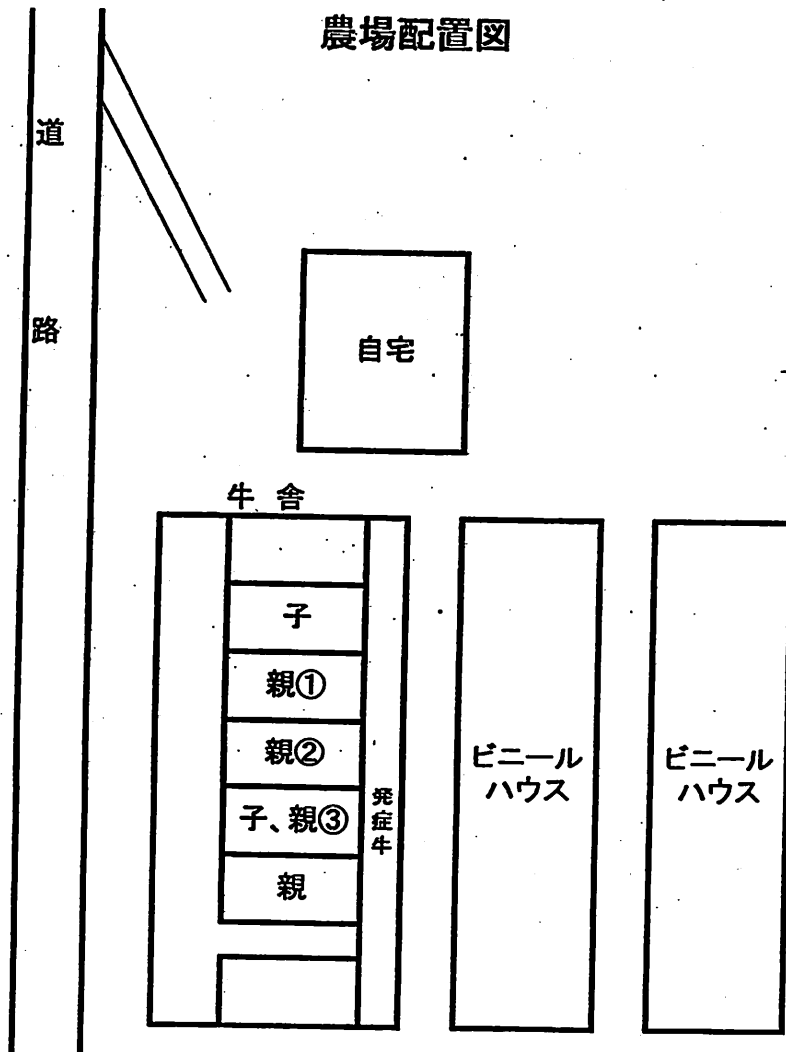 農場配置図
道
路
自宅
牛 舎
子
親①
親②
子、親③
親
発症牛
ビニール
ハウス
ビニール
ハウス